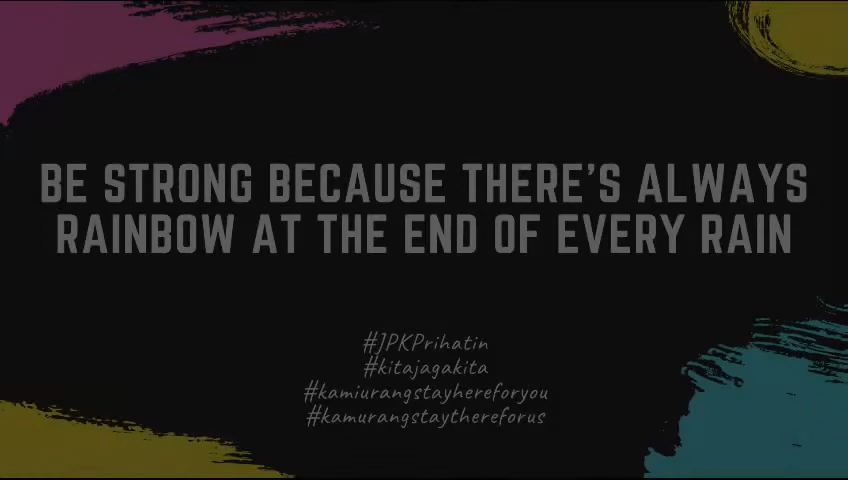 BE STRONG BECAUSE THERE'S ALWAYS
RAINBOW AT THE END OF EVERY RAIN
#JPKPrihatin
#kitajagakita
#kamiurangstayhereforyou
#kamurangstaythereforus